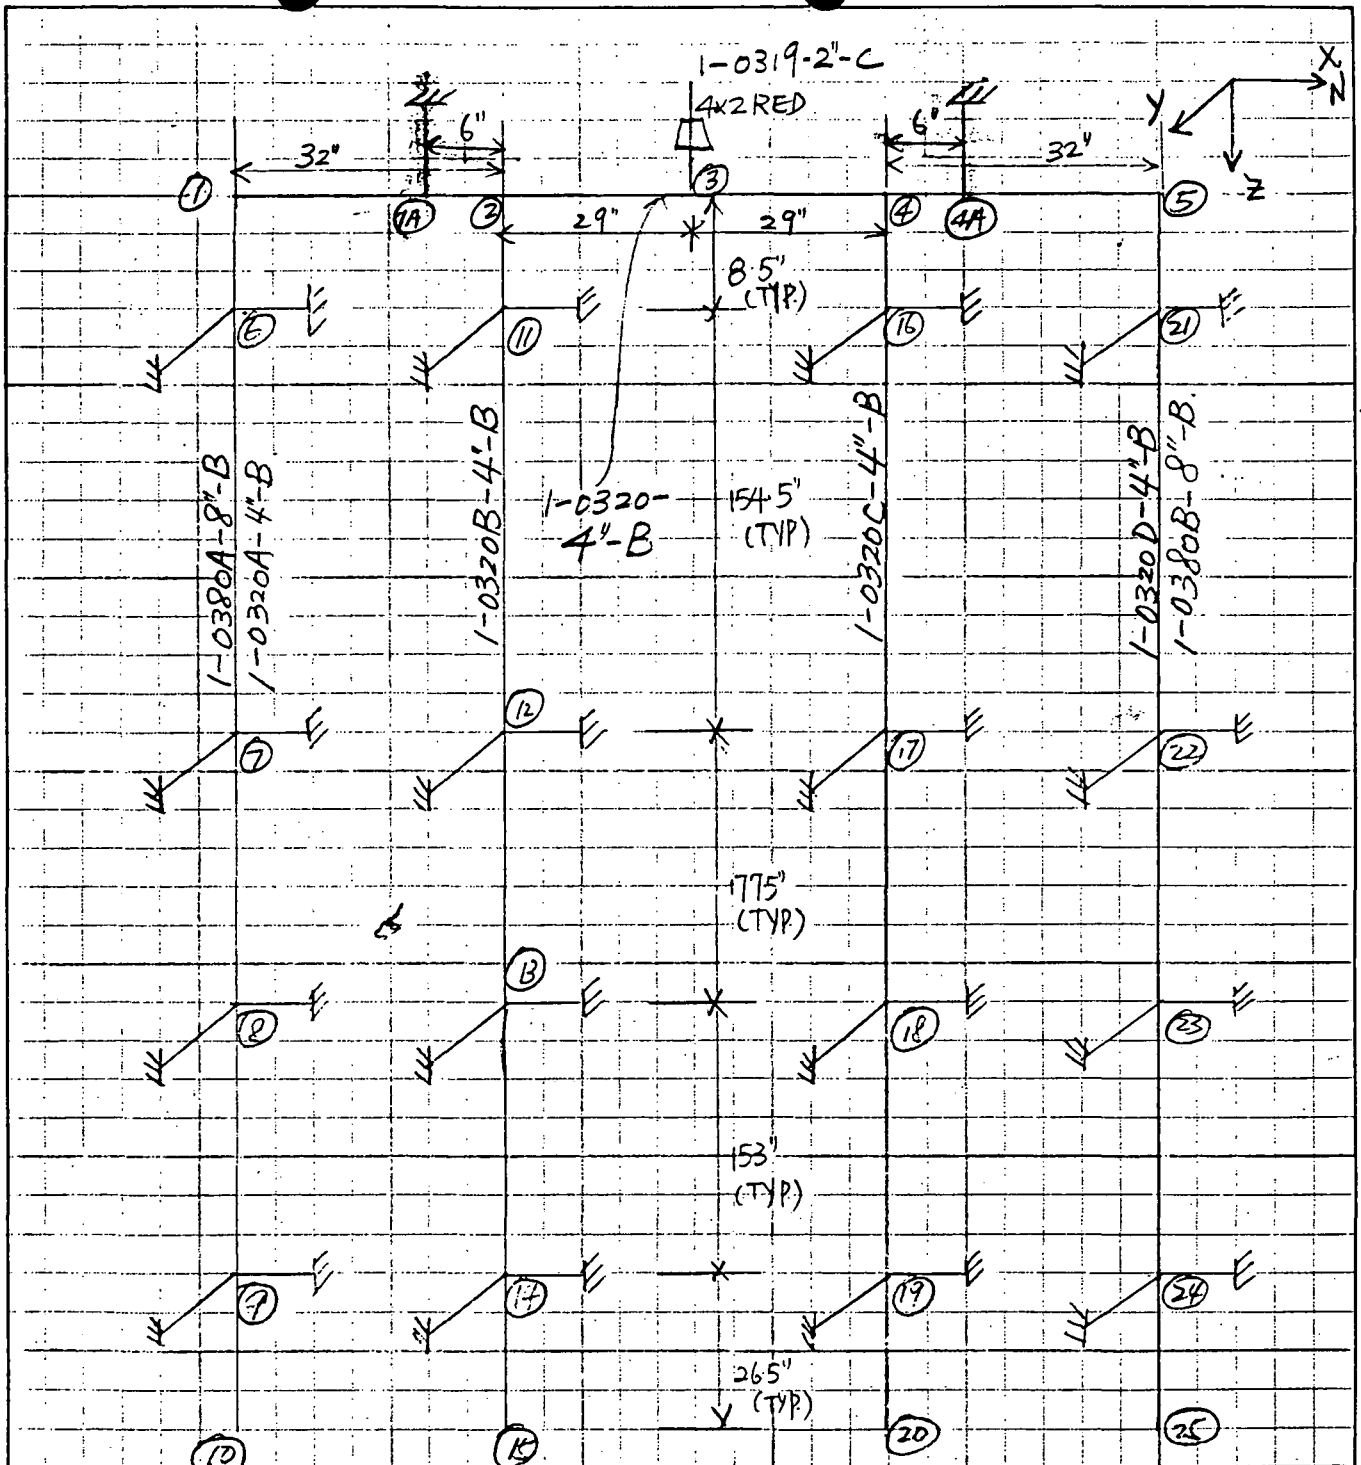 1-0319-2"-C
4x2 RED
X
N
Y
Z
6"
6"
32"
32"
1
1A
2
3
4
4A
5
29"
29"
8.5"
(TYP.)
6
11
16
21
1-0380A-8"-B
1-0320A-4"-B
1-0320B-4"-B
1-0320-
4"-B
154.5"
(TYP)
1-0320C-4"-B
1-0320D-4"-B
1-0380B-8"-B.
7
12
17
22
177.5"
(TYP.)
8
13
18
23
153"
(TYP.)
9
14
19
24
26.5"
(TYP.)
10
15
20
25